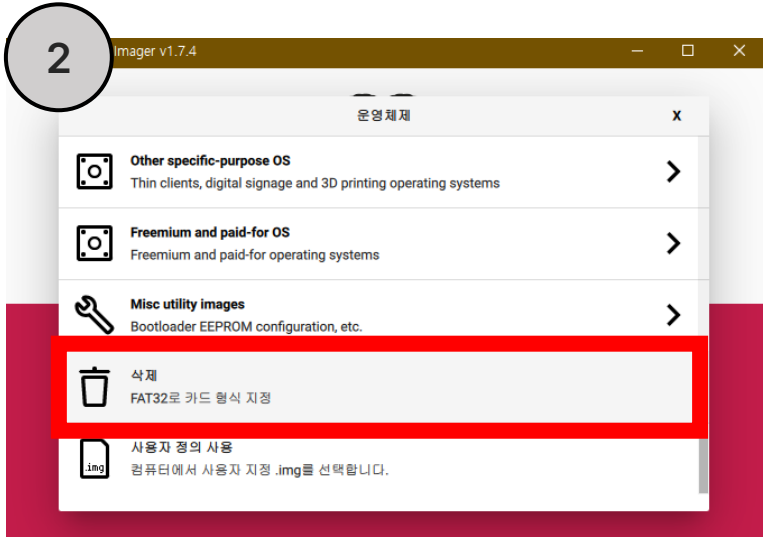 2
Imager v1.7.4
운영체제
X
Other specific-purpose OS
Thin clients, digital signage and 3D printing operating systems
Freemium and paid-for OS
Freemium and paid-for operating systems
Misc utility images
Bootloader EEPROM configuration, etc.
삭제
FAT32로 카드 형식 지정
사용자 정의 사용
.img
컴퓨터에서 사용자 지정 .img를 선택합니다.